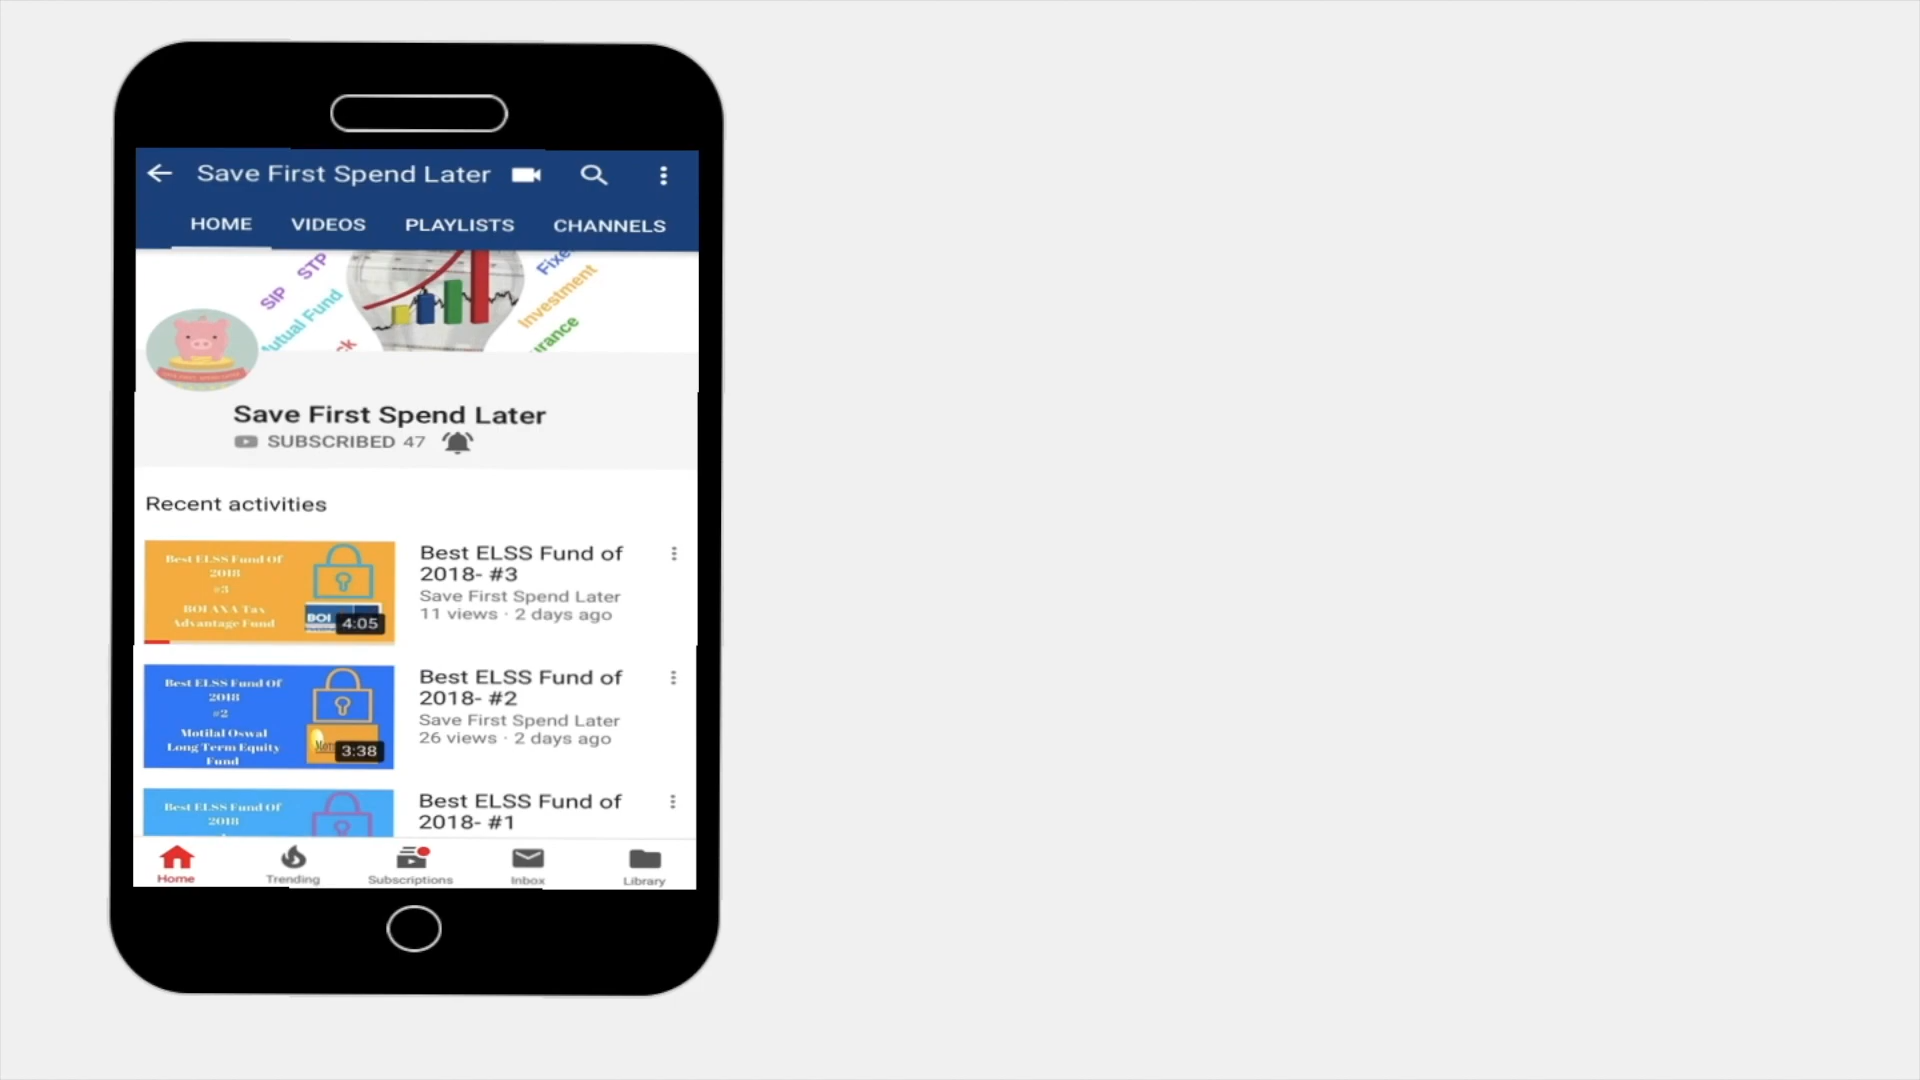 Save First Spend Later
HOME VIDEOS PLAYLISTS CHANNELS
STP
SIP
Mutual Fund
Fixe
Investment
urance
ck
Save First Spend Later
SUBSCRIBED 47
Recent activities
Best ELSS Fund Of
2018
#3
BOI AXA Tax
Advantage Fund
BOI
4:05
Best ELSS Fund of
2018- #3
Save First Spend Later
11 views · 2 days ago
Best ELSS Fund Of
2018
#2
Motilal Oswal
Long Term Equity
Fund
3:38
Best ELSS Fund of
2018- #2
Save First Spend Later
26 views · 2 days ago
Best ELSS Fund Of
2018
Best ELSS Fund of
2018- #1
Home Trending Subscriptions Inbox Library